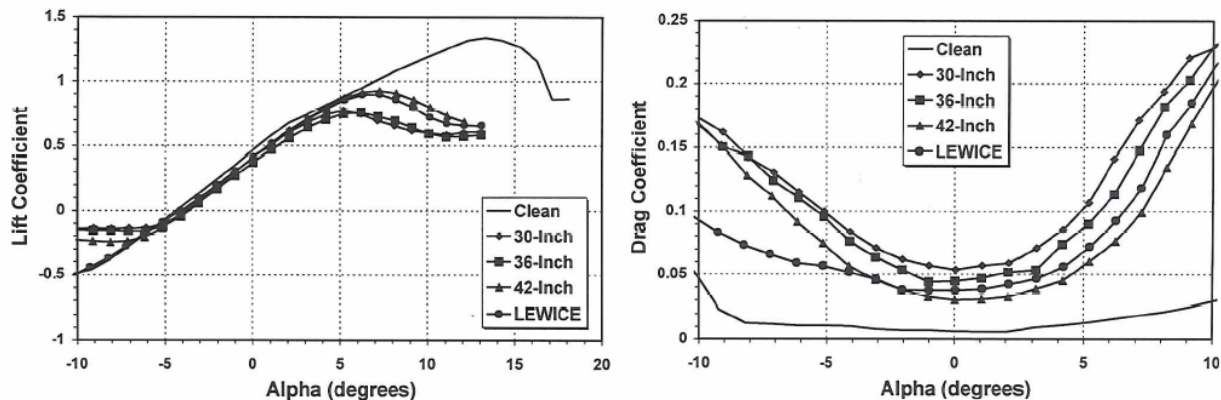 1.5
1
0.5
0
-0.5
-1
Lift Coefficient
-10
-5
0
5
10
15
20
Alpha (degrees)
Clean
30-Inch
36-Inch
42-Inch
LEWICE
0.25
0.2
0.15
0.1
0.05
0
Drag Coefficient
-10
-5
0
5
10
Alpha (degrees)
Clean
30-Inch
36-Inch
42-Inch
LEWICE